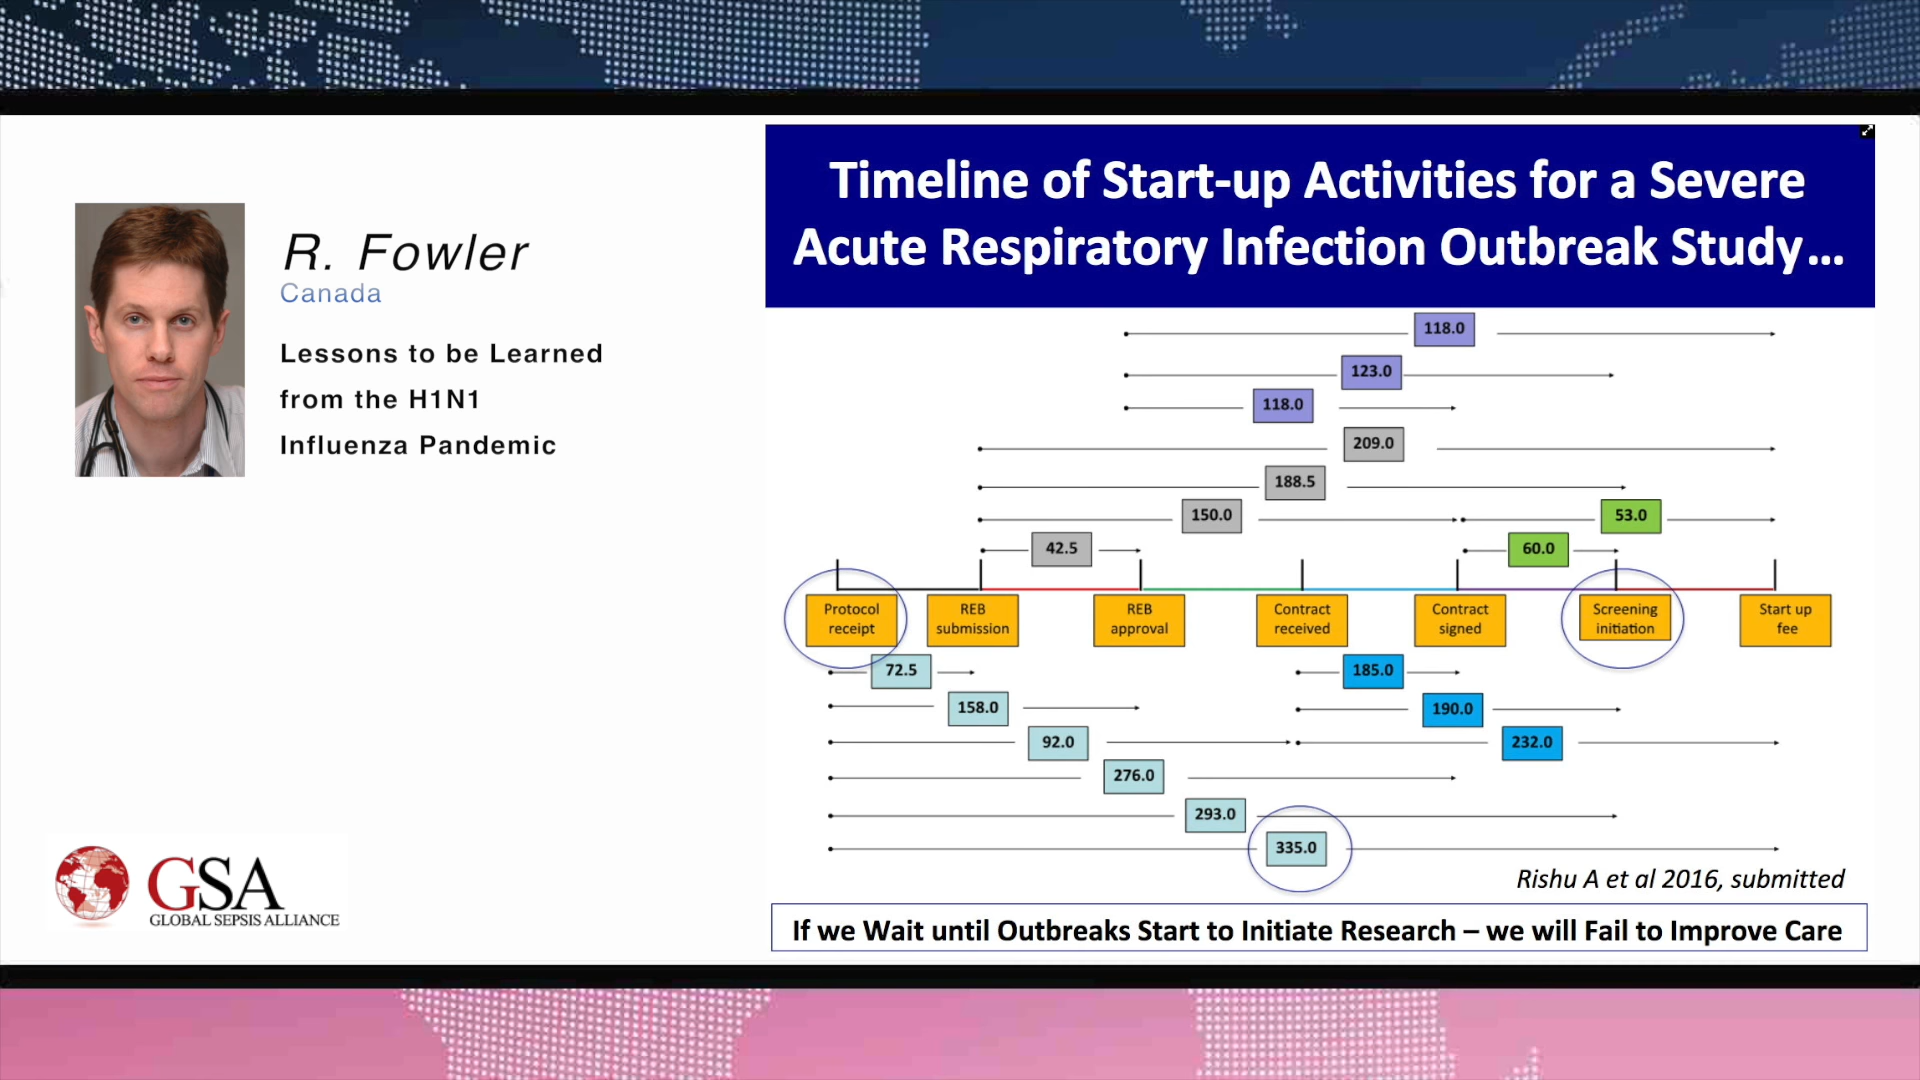 R. Fowler
Canada
Lessons to be Learned
from the H1N1
Influenza Pandemic
GSA
GLOBAL SEPSIS ALLIANCE
Timeline of Start-up Activities for a Severe
Acute Respiratory Infection Outbreak Study...
118.0
123.0
118.0
209.0
188.5
150.0
53.0
42.5
60.0
Protocol
receipt
REB
submission
REB
approval
Contract
received
Contract
signed
Screening
initiation
Start up
fee
72.5
185.0
158.0
190.0
92.0
232.0
276.0
293.0
335.0
Rishu A et al 2016, submitted
If we Wait until Outbreaks Start to Initiate Research – we will Fail to Improve Care